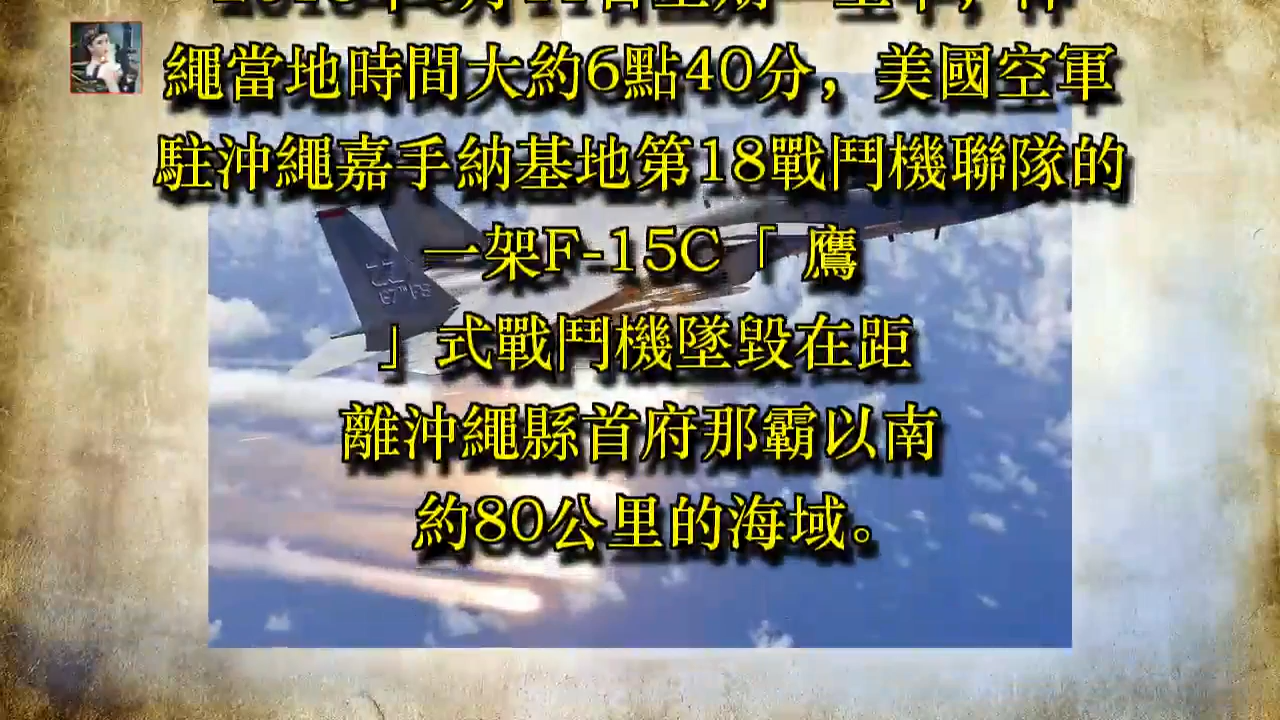 繩當地時間大約6點40分，美國空軍
駐沖繩嘉手納基地第18戰鬥機聯隊的
一架F-15C「 鷹
」式戰鬥機墜毀在距
離沖繩縣首府那霸以南
約80公里的海域。
ZZ